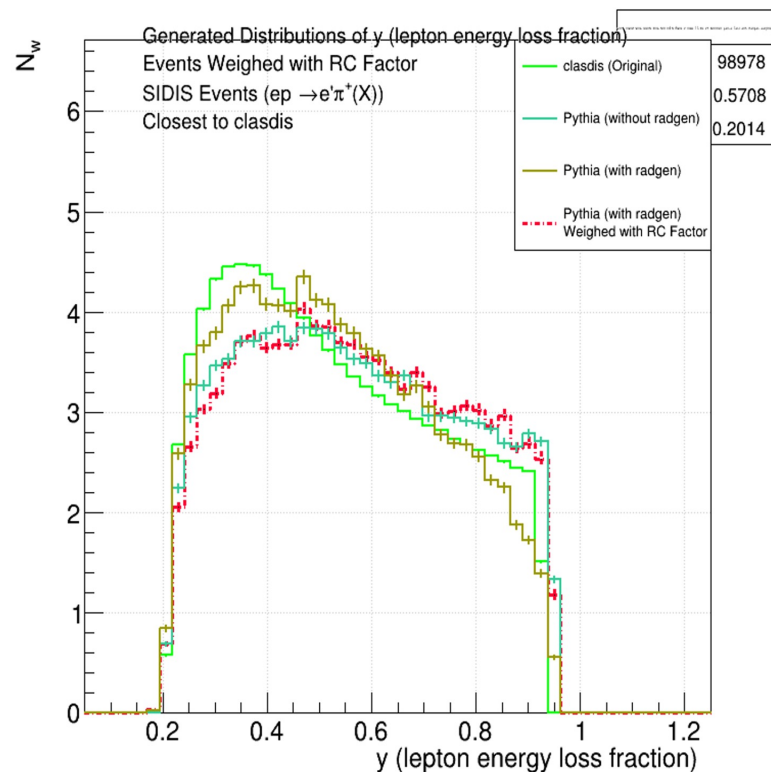 Generated Distributions of y (lepton energy loss fraction)
Events Weighed with RC Factor
SIDIS Events (ep →e'π⁺(X))
Closest to clasdis
98978
0.5708
0.2014
clasdis (Original)
Pythia (without radgen)
Pythia (with radgen)
Pythia (with radgen)
Weighed with RC Factor
N_w
6
5
4
3
2
1
0
0.2 0.4 0.6 0.8 1 1.2
y (lepton energy loss fraction)